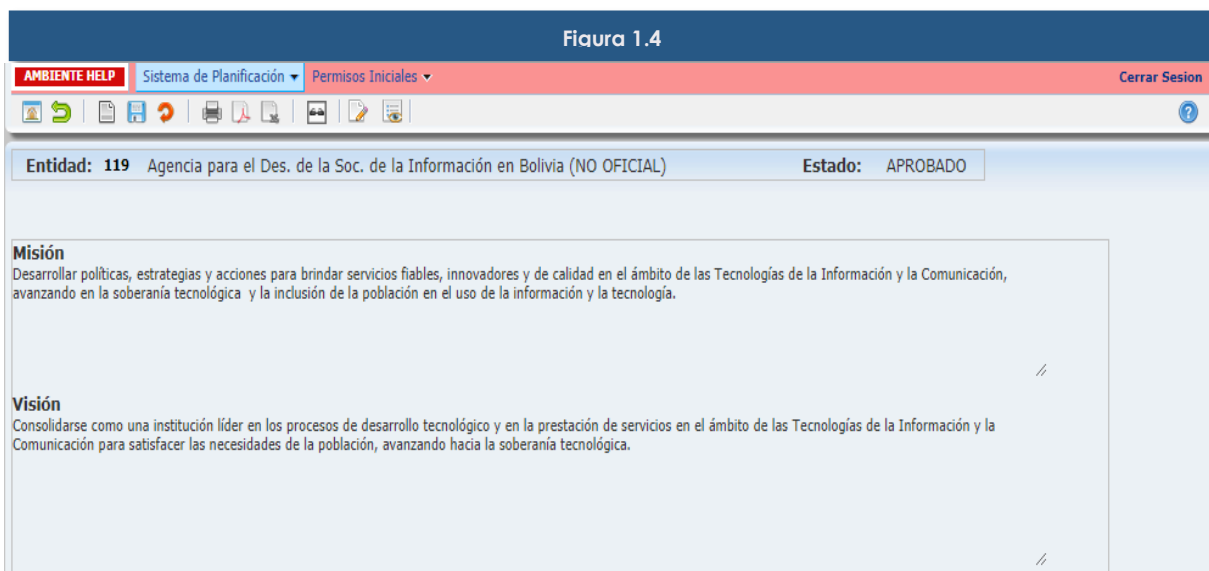 Figura 1.4
AMBIENTE HELP Sistema de Planificación Permisos Iniciales Cerrar Sesion
Entidad: 119 Agencia para el Des. de la Soc. de la Información en Bolivia (NO OFICIAL) Estado: APROBADO
Misión
Desarrollar políticas, estrategias y acciones para brindar servicios fiables, innovadores y de calidad en el ámbito de las Tecnologías de la Información y la Comunicación,
avanzando en la soberanía tecnológica y la inclusión de la población en el uso de la información y la tecnología.
Visión
Consolidarse como una institución líder en los procesos de desarrollo tecnológico y en la prestación de servicios en el ámbito de las Tecnologías de la Información y la
Comunicación para satisfacer las necesidades de la población, avanzando hacia la soberanía tecnológica.